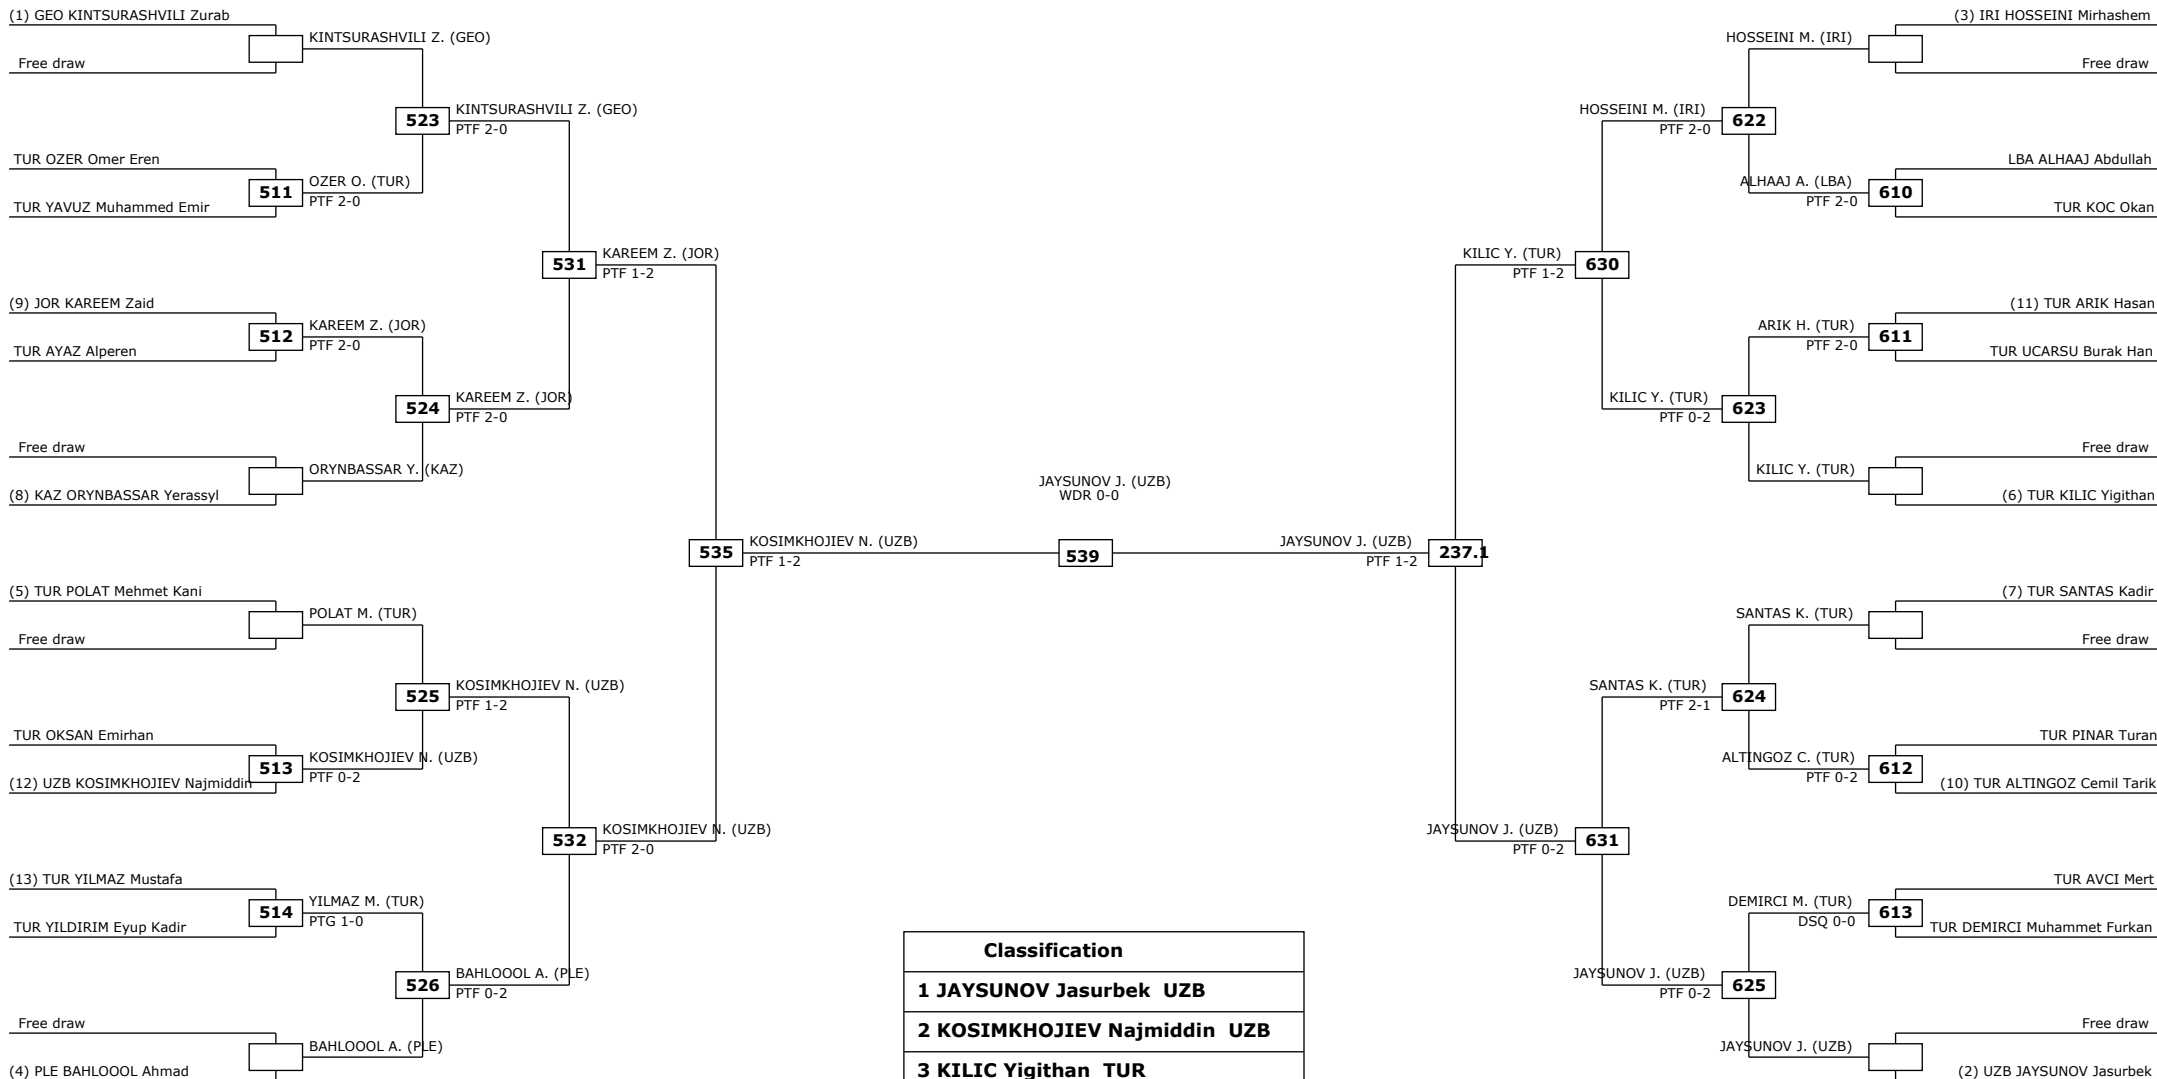 (1) GEO KINTSURASHVILI Zurab
KINTSURASHVILI Z. (GEO)
Free draw
523
KINTSURASHVILI Z. (GEO)
PTF 2-0
TUR OZER Omer Eren
511
OZER O. (TUR)
PTF 2-0
TUR YAVUZ Muhammed Emir
531
KAREEM Z. (JOR)
PTF 1-2
(9) JOR KAREEM Zaid
512
KAREEM Z. (JOR)
PTF 2-0
TUR AYAZ Alperen
524
KAREEM Z. (JOR)
PTF 2-0
Free draw
ORYNBASSAR Y. (KAZ)
(8) KAZ ORYNBASSAR Yerassyl
535
KOSIMKHOJIEV N. (UZB)
PTF 1-2
(5) TUR POLAT Mehmet Kani
POLAT M. (TUR)
Free draw
525
KOSIMKHOJIEV N. (UZB)
PTF 1-2
TUR OKSAN Emirhan
513
KOSIMKHOJIEV N. (UZB)
PTF 0-2
(12) UZB KOSIMKHOJIEV Najmiddin
532
KOSIMKHOJIEV N. (UZB)
PTF 2-0
(13) TUR YILMAZ Mustafa
514
YILMAZ M. (TUR)
PTG 1-0
TUR YILDIRIM Eyup Kadir
526
BAHLOOOL A. (PLE)
PTF 0-2
Free draw
BAHLOOOL A. (PLE)
(4) PLE BAHLOOOL Ahmad
JAYSUNOV J. (UZB)
WDR 0-0
539
Classification
1 JAYSUNOV Jasurbek UZB
2 KOSIMKHOJIEV Najmiddin UZB
3 KILIC Yigithan TUR
(3) IRI HOSSEINI Mirhashem
HOSSEINI M. (IRI)
Free draw
HOSSEINI M. (IRI)
PTF 2-0
622
LBA ALHAAJ Abdullah
ALHAAJ A. (LBA)
PTF 2-0
610
TUR KOC Okan
KILIC Y. (TUR)
PTF 1-2
630
(11) TUR ARIK Hasan
ARIK H. (TUR)
PTF 2-0
611
TUR UCARSU Burak Han
KILIC Y. (TUR)
PTF 0-2
623
Free draw
KILIC Y. (TUR)
(6) TUR KILIC Yigithan
JAYSUNOV J. (UZB)
PTF 1-2
237.1
(7) TUR SANTAS Kadir
SANTAS K. (TUR)
Free draw
SANTAS K. (TUR)
PTF 2-1
624
TUR PINAR Turan
ALTINGOZ C. (TUR)
PTF 0-2
612
(10) TUR ALTINGOZ Cemil Tarik
JAYSUNOV J. (UZB)
PTF 0-2
631
TUR AVCI Mert
DEMIRCI M. (TUR)
DSQ 0-0
613
TUR DEMIRCI Muhammet Furkan
JAYSUNOV J. (UZB)
PTF 0-2
625
Free draw
JAYSUNOV J. (UZB)
(2) UZB JAYSUNOV Jasurbek